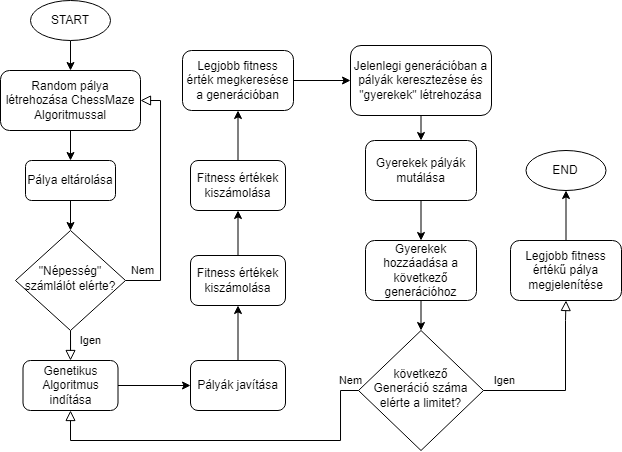 START
Random pálya
létrehozása ChessMaze
Algoritmussal
Pálya eltárolása
"Népesség"
számlálót elérte?
Nem
Igen
Genetikus
Algoritmus
indítása
Pályák javítása
Fitness értékek
kiszámolása
Fitness értékek
kiszámolása
Legjobb fitness
érték megkeresése
a generációban
Jelenlegi generációban a
pályák keresztezése és
"gyerekek" létrehozása
Gyerekek pályák
mutálása
Gyerekek
hozzáadása a
következő
generációhoz
következő
Generáció száma
elérte a limitet?
Nem
Igen
Legjobb fitness
értékű pálya
megjelenítése
END